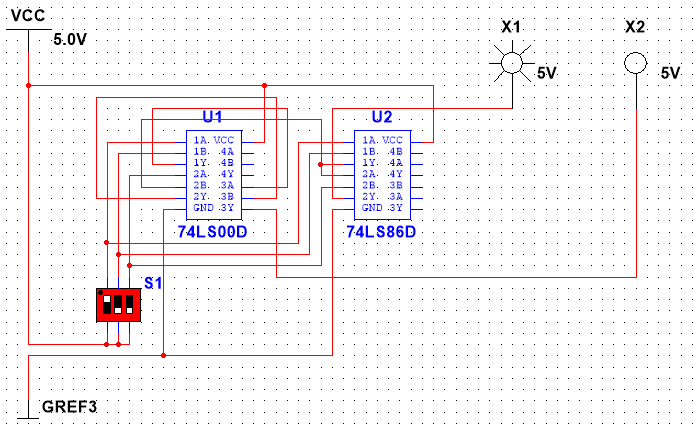 VCC
5.0V
X1
5V
X2
5V
U1
1A VCC
1B 4B
1Y 4A
2A 4Y
2B 3B
2Y 3A
GND 3Y
74LS00D
U2
1A VCC
1B 4B
1Y 4A
2A 4Y
2B 3B
2Y 3A
GND 3Y
74LS86D
S1
GREF3